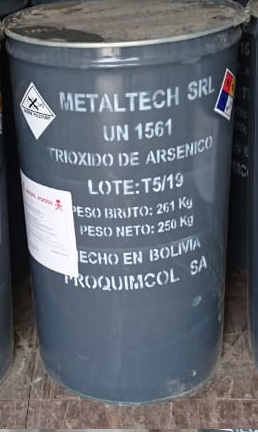 METALTECH SRL
UN 1561
TRIOXIDO DE ARSENICO
LOTE:T5/19
PESO BRUTO: 261 Kg
PESO NETO: 250 Kg
ECHO EN BOLIVIA
PROQUIMCOL SA